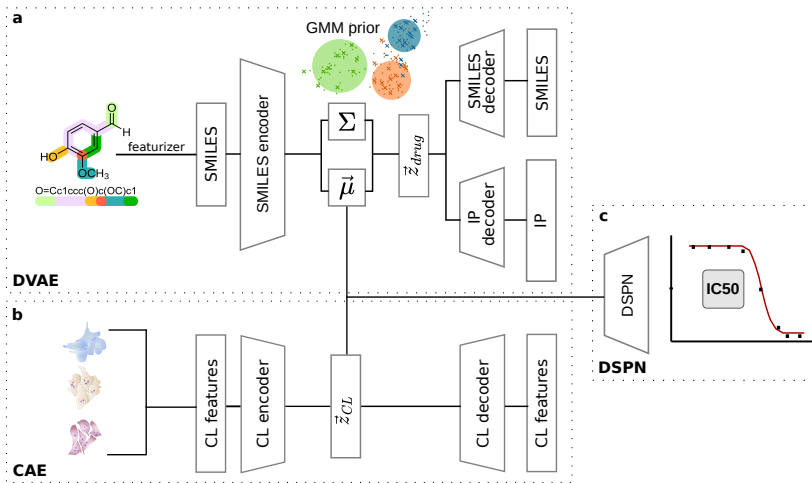 a
GMM prior
O
H
HO
OCH₃
O=Cc1ccc(O)c(OC)c1
featurizer
SMILES
SMILES encoder
Σ
μ⃗
z⃗drug
SMILES
decoder
SMILES
IP
decoder
IP
DVAE
b
CL features
CL encoder
z⃗CL
CL decoder
CL features
CAE
c
DSPN
IC50
DSPN